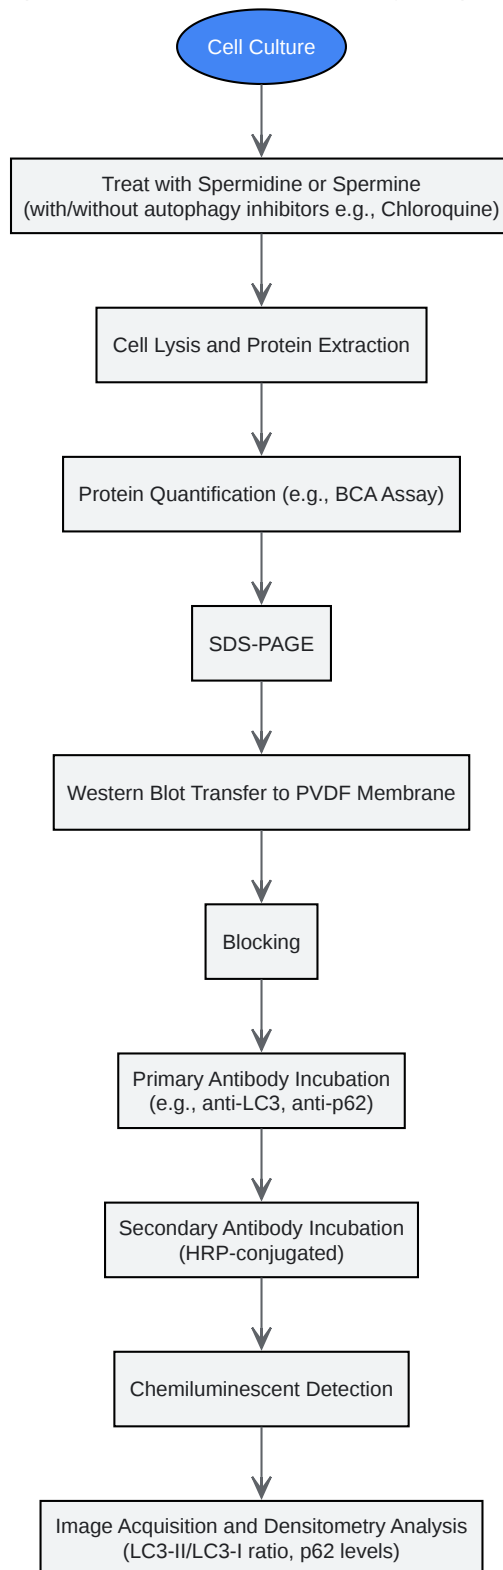 Cell Culture
Treat with Spermidine or Spermine
(with/without autophagy inhibitors e.g., Chloroquine)
Cell Lysis and Protein Extraction
Protein Quantification (e.g., BCA Assay)
SDS-PAGE
Western Blot Transfer to PVDF Membrane
Blocking
Primary Antibody Incubation
(e.g., anti-LC3, anti-p62)
Secondary Antibody Incubation
(HRP-conjugated)
Chemiluminescent Detection
Image Acquisition and Densitometry Analysis
(LC3-II/LC3-I ratio, p62 levels)